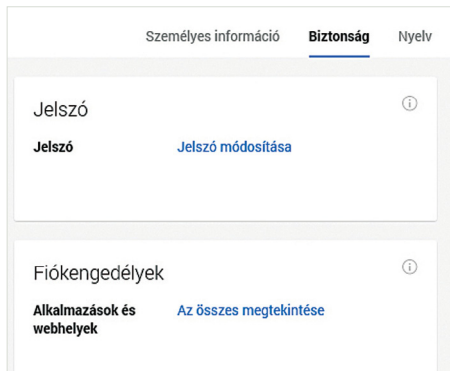 Személyes információ Biztonság Nyelv
Jelszó
Jelszó Jelszó módosítása
Fiókengedélyek
Alkalmazások és Az összes megtekintése
webhelyek